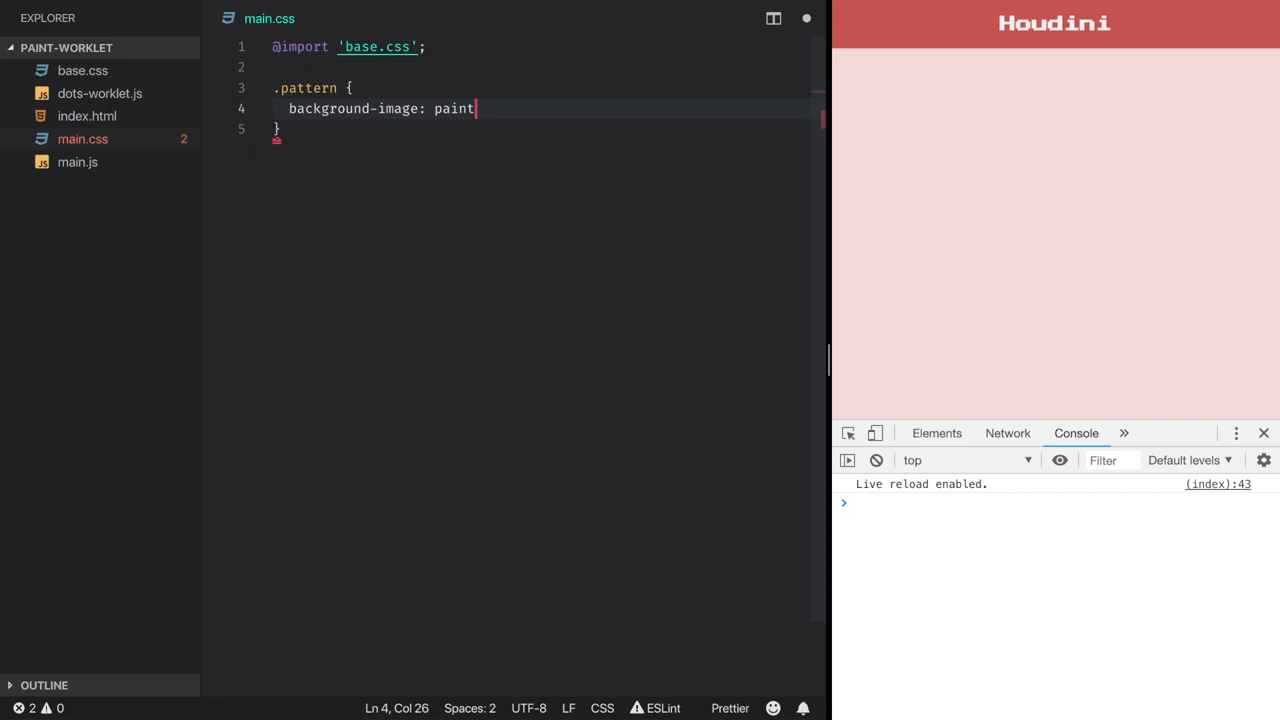 EXPLORER
PAINT-WORKLET
base.css
dots-worklet.js
index.html
main.css 2
main.js
OUTLINE
main.css
1 @import 'base.css';
2
3 .pattern {
4 background-image: paint
5 }
2 0
Ln 4, Col 26 Spaces: 2 UTF-8 LF CSS ESLint Prettier
Houdini
Elements Network Console »
top Filter Default levels
Live reload enabled. (index):43